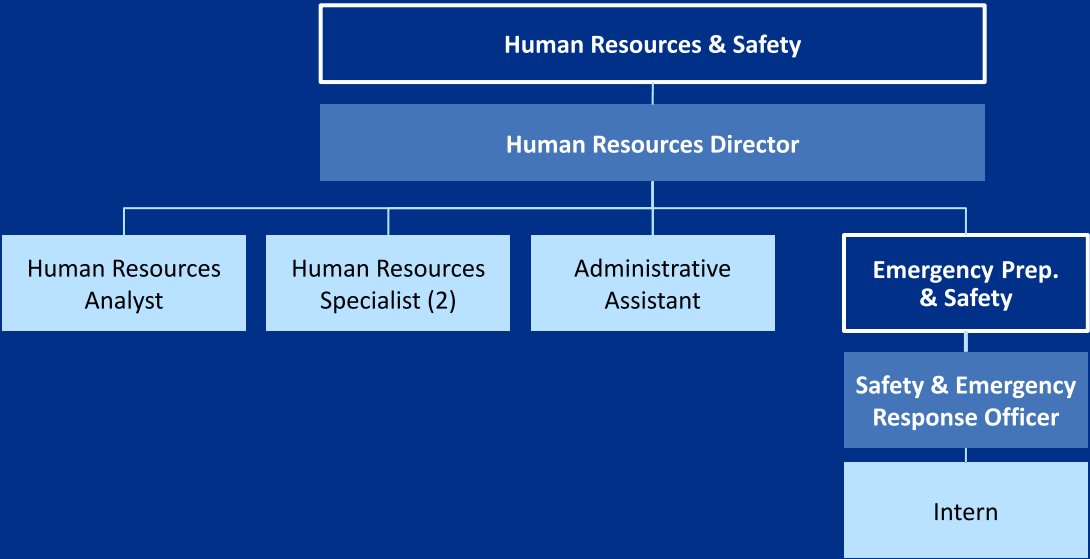 Human Resources & Safety
Human Resources Director
Human Resources
Analyst
Human Resources
Specialist (2)
Administrative
Assistant
Emergency Prep.
& Safety
Safety & Emergency
Response Officer
Intern